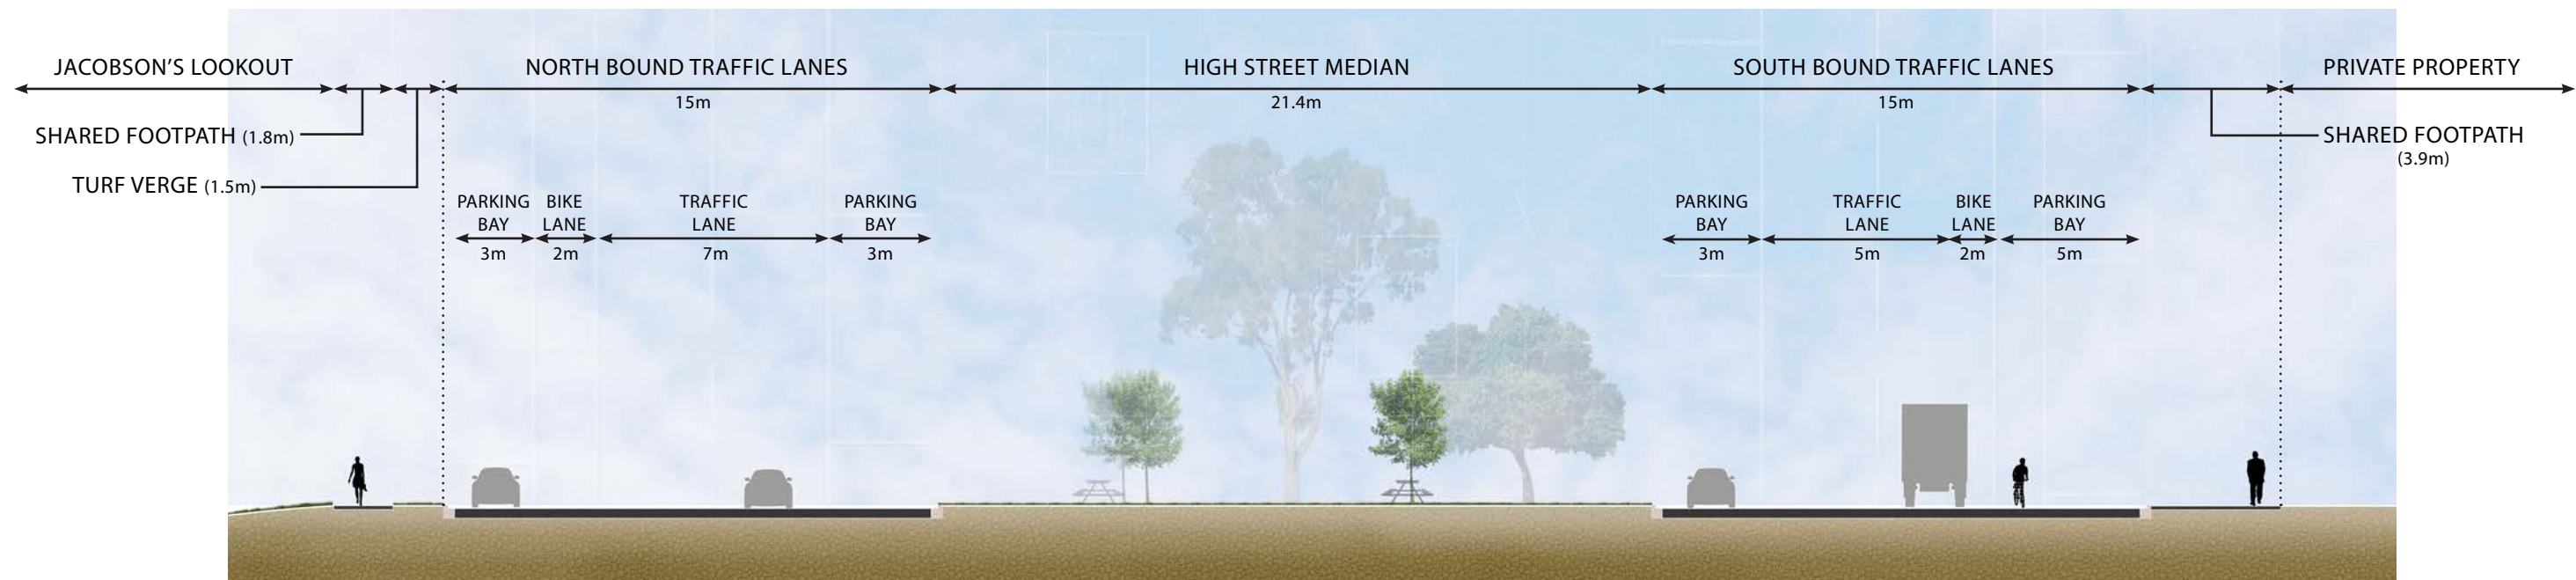 JACOBSON'S LOOKOUT
NORTH BOUND TRAFFIC LANES
15m
HIGH STREET MEDIAN
21.4m
SOUTH BOUND TRAFFIC LANES
15m
PRIVATE PROPERTY
SHARED FOOTPATH (1.8m)
TURF VERGE (1.5m)
SHARED FOOTPATH
(3.9m)
PARKING
BAY
3m
BIKE
LANE
2m
TRAFFIC
LANE
7m
PARKING
BAY
3m
PARKING
BAY
3m
TRAFFIC
LANE
5m
BIKE
LANE
2m
PARKING
BAY
5m